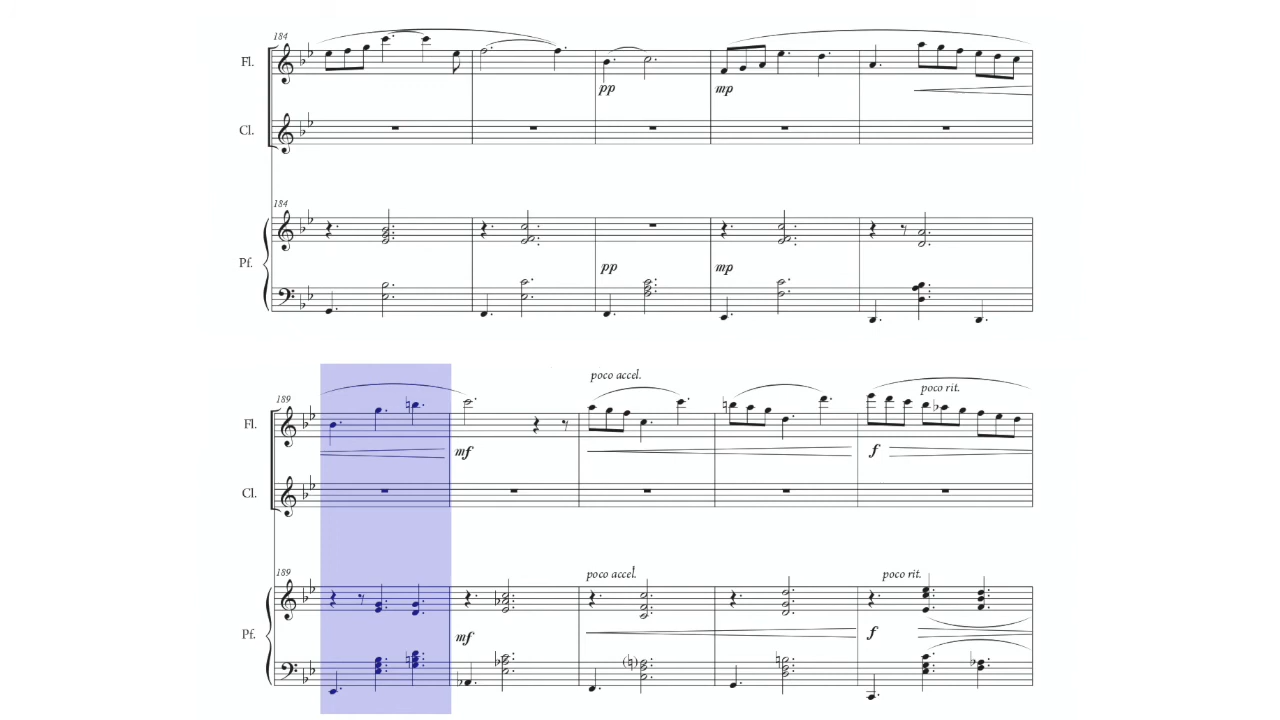 184
Fl.
pp
mp
Cl.
184
Pf.
pp
mp
poco accel.
poco rit.
189
Fl.
mf
f
Cl.
189
poco accel.
poco rit.
Pf.
mf
f